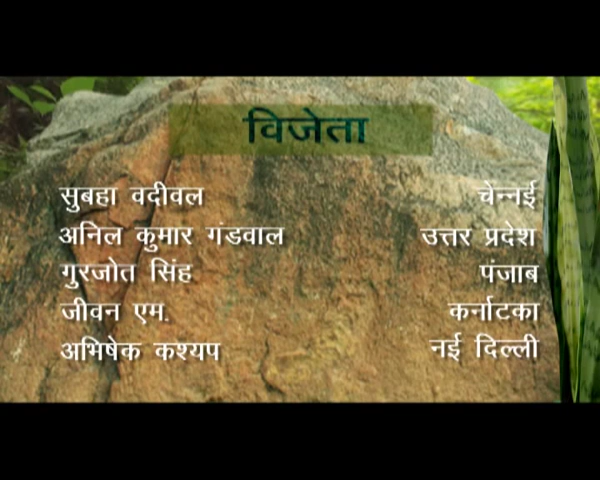 विजेता
सुबहा वदीवल चेन्नई
अनिल कुमार गंडवाल उत्तर प्रदेश
गुरजोत सिंह पंजाब
जीवन एम. कर्नाटका
अभिषेक कश्यप नई दिल्ली